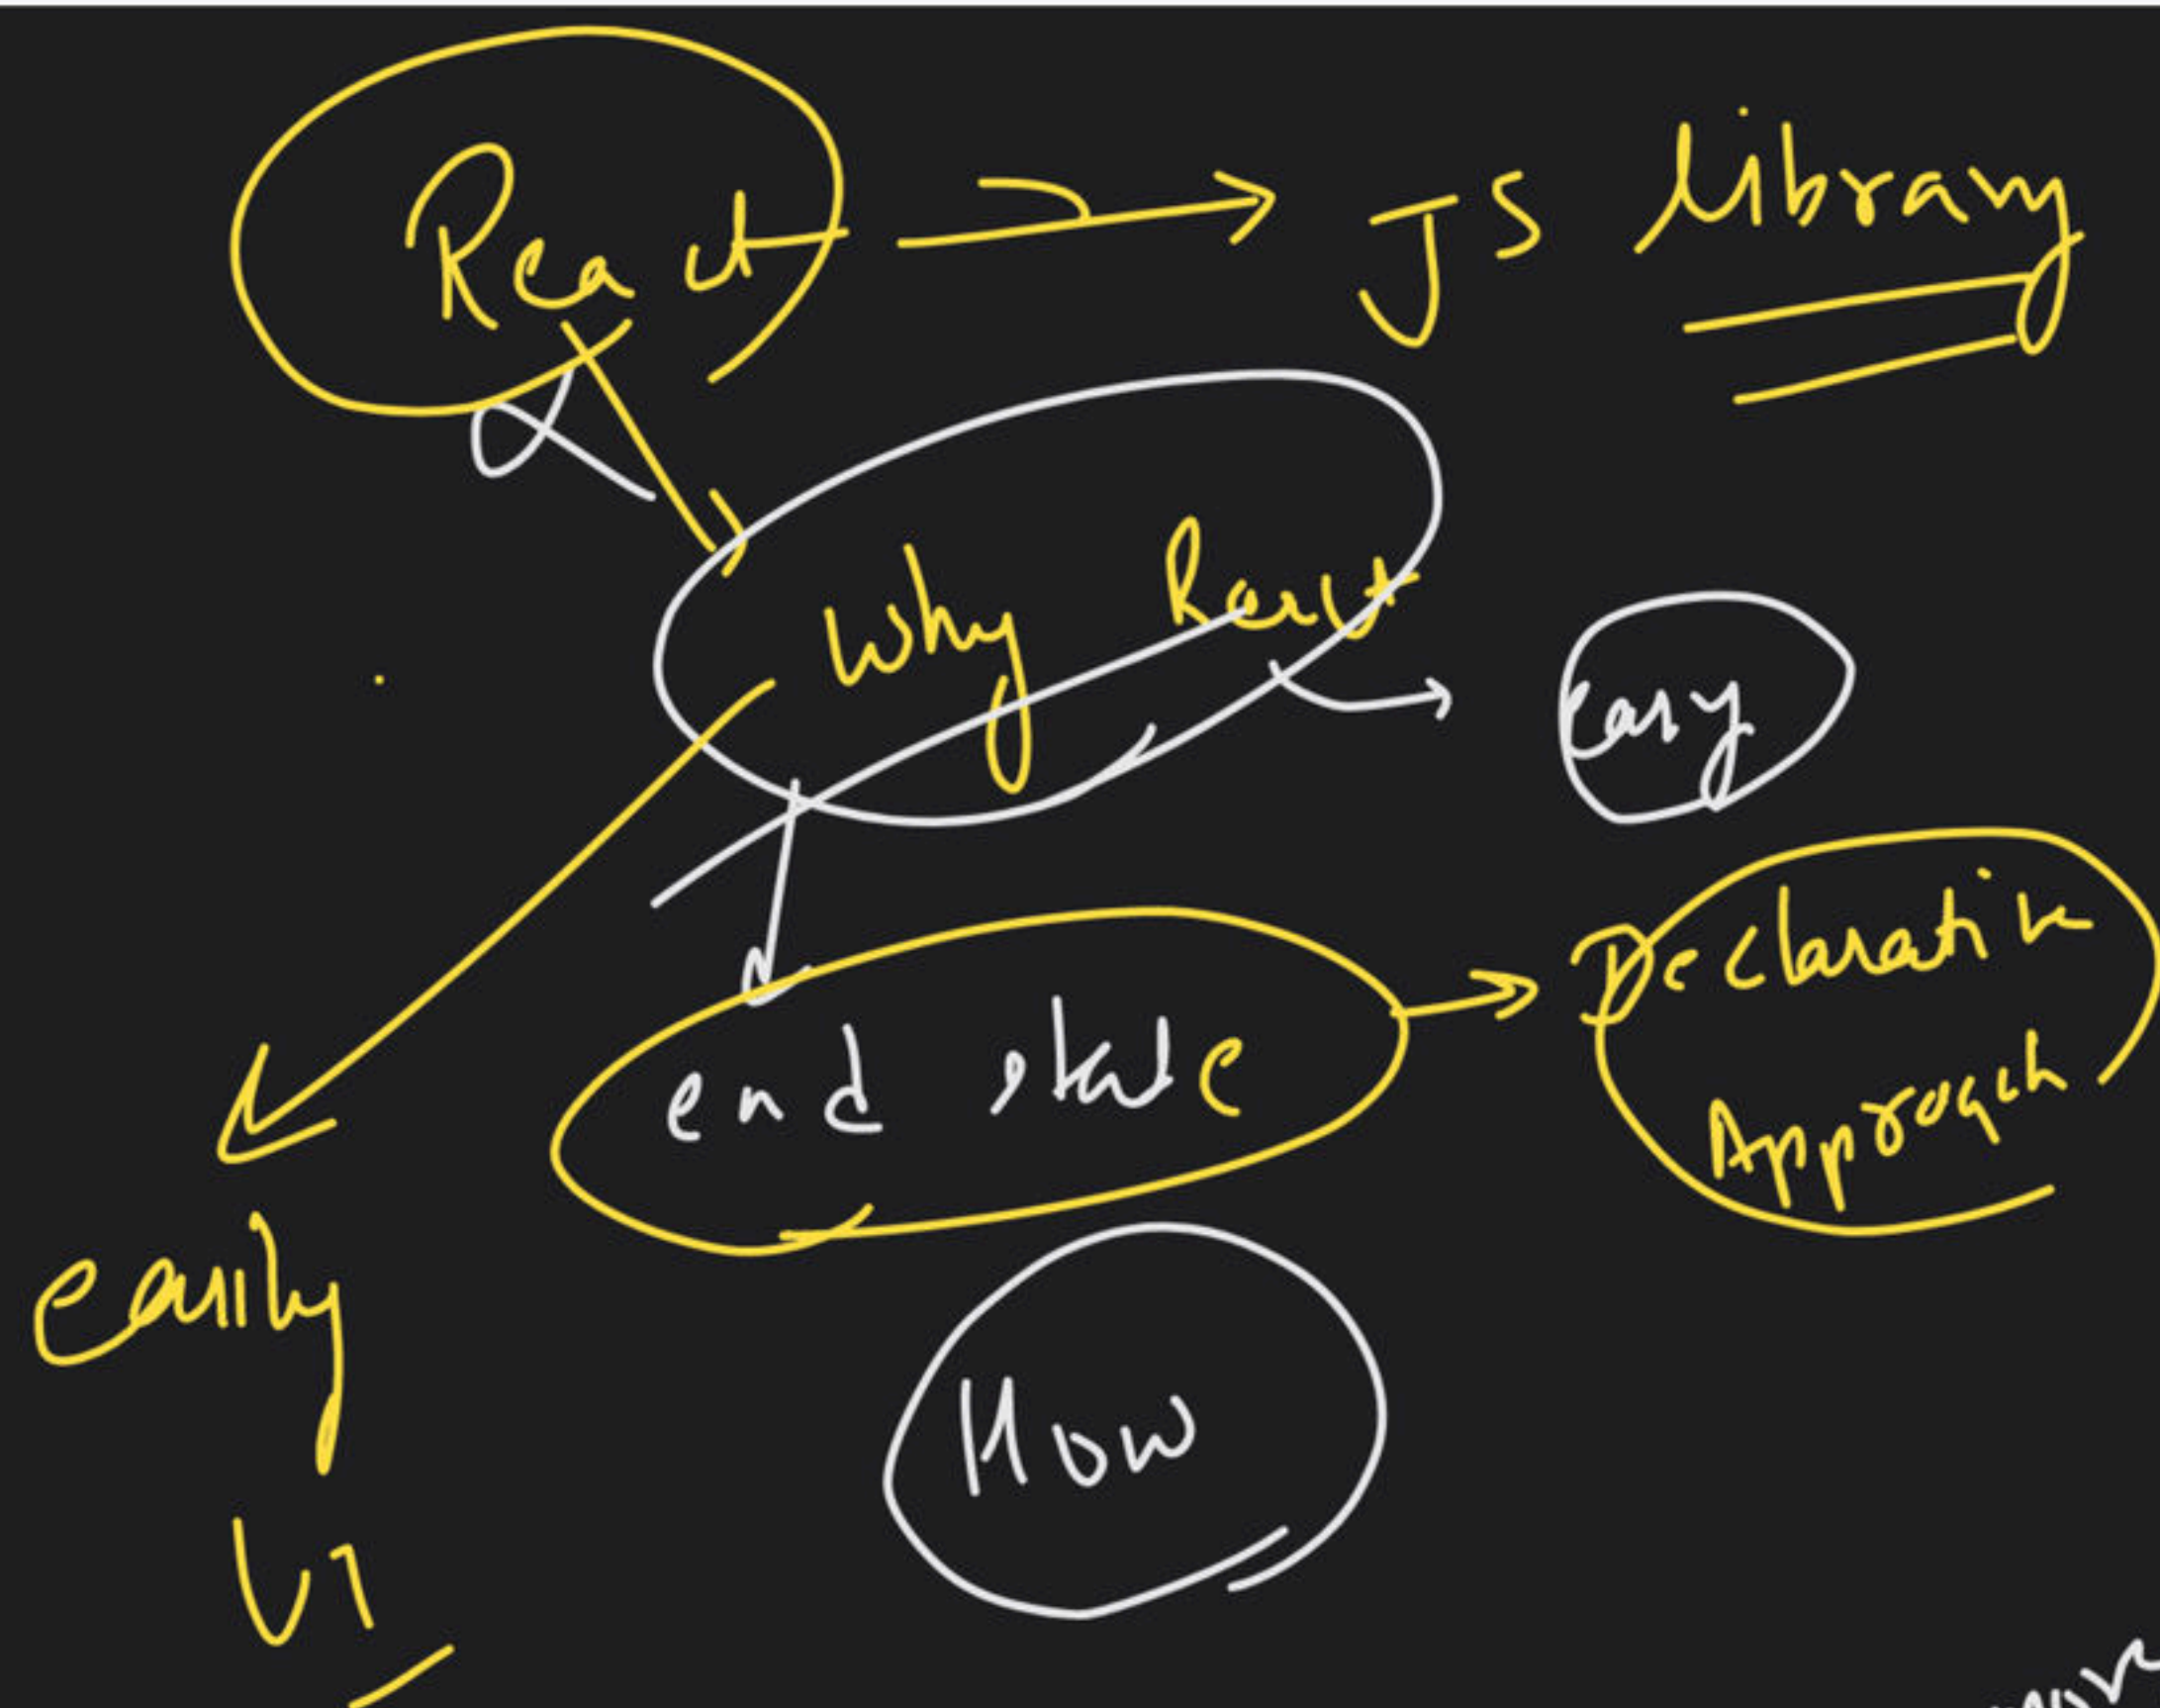 React
JS Library
Why React
easy
end state
Declarative
Approach
easily
How
UI